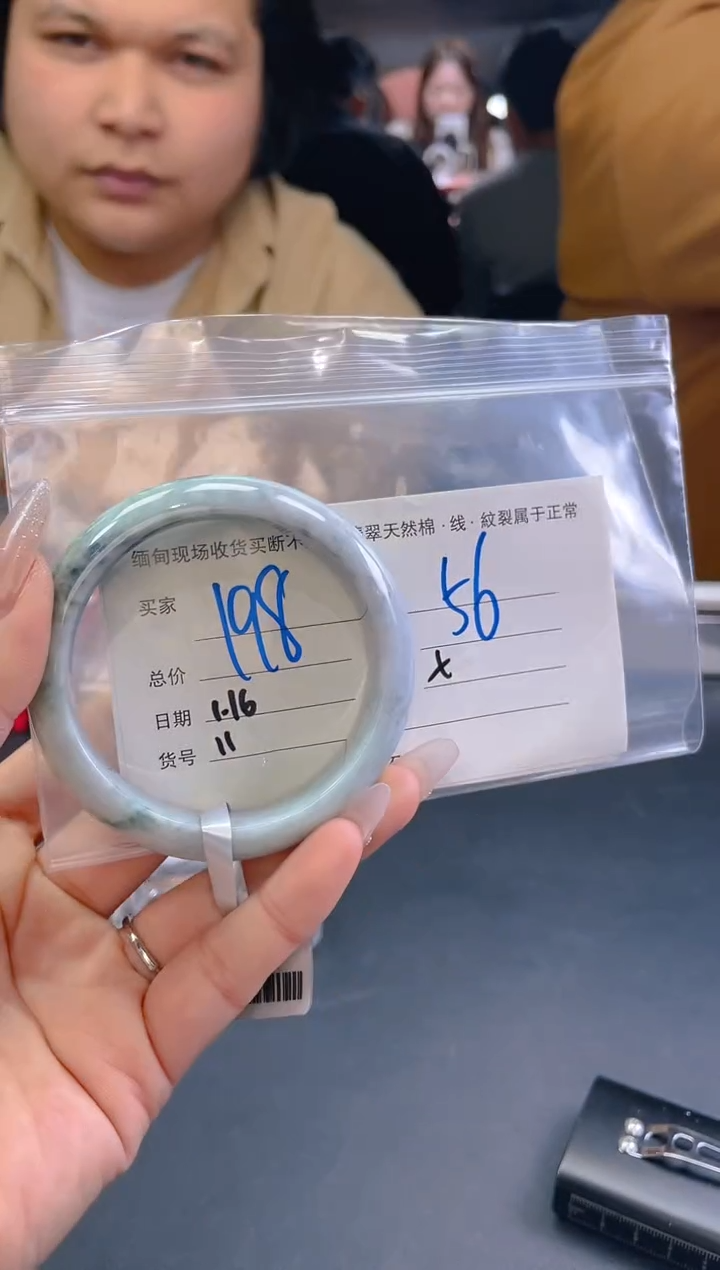 缅甸现场收货买断不
翠天然棉·线·紋裂属于正常
买家
198
56
总价
x
日期 1.16
货号 11